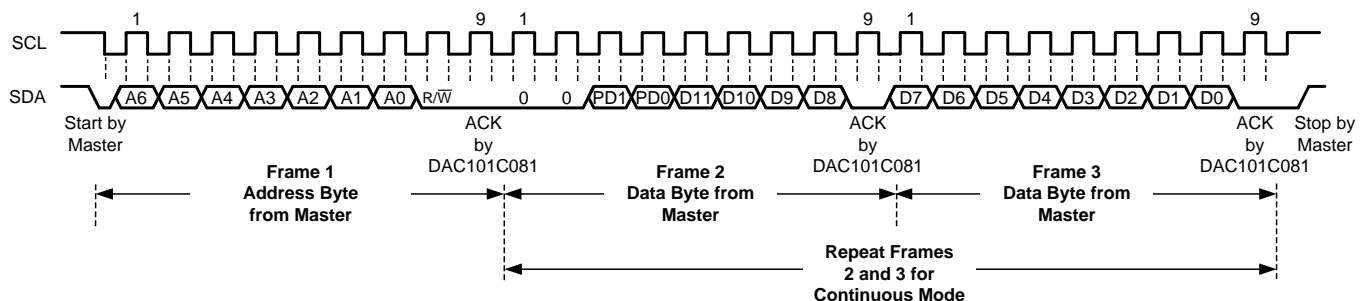 1 9 1 9 1 9
SCL
SDA A6 A5 A4 A3 A2 A1 A0 R/W̅ 0 0 PD1 PD0 D11 D10 D9 D8 D7 D6 D5 D4 D3 D2 D1 D0
Start by
Master
ACK
by
DAC101C081
ACK
by
DAC101C081
ACK
by
DAC101C081
Stop by
Master
Frame 1
Address Byte
from Master
Frame 2
Data Byte from
Master
Frame 3
Data Byte from
Master
Repeat Frames
2 and 3 for
Continuous Mode